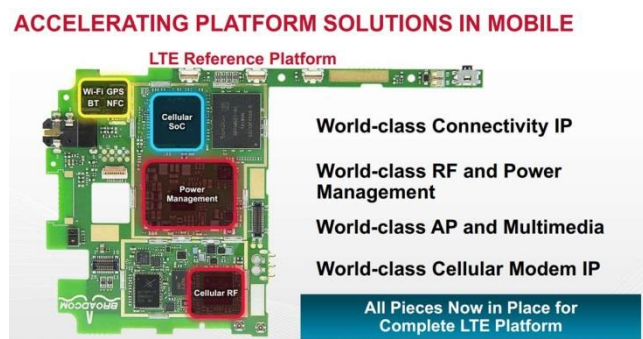 ACCELERATING PLATFORM SOLUTIONS IN MOBILE
LTE Reference Platform
Wi-Fi GPS
BT NFC
Cellular
SoC
World-class Connectivity IP
World-class RF and Power
Management
Power
Management
World-class AP and Multimedia
World-class Cellular Modem IP
Cellular RF
BROADCOM
All Pieces Now in Place for
Complete LTE Platform